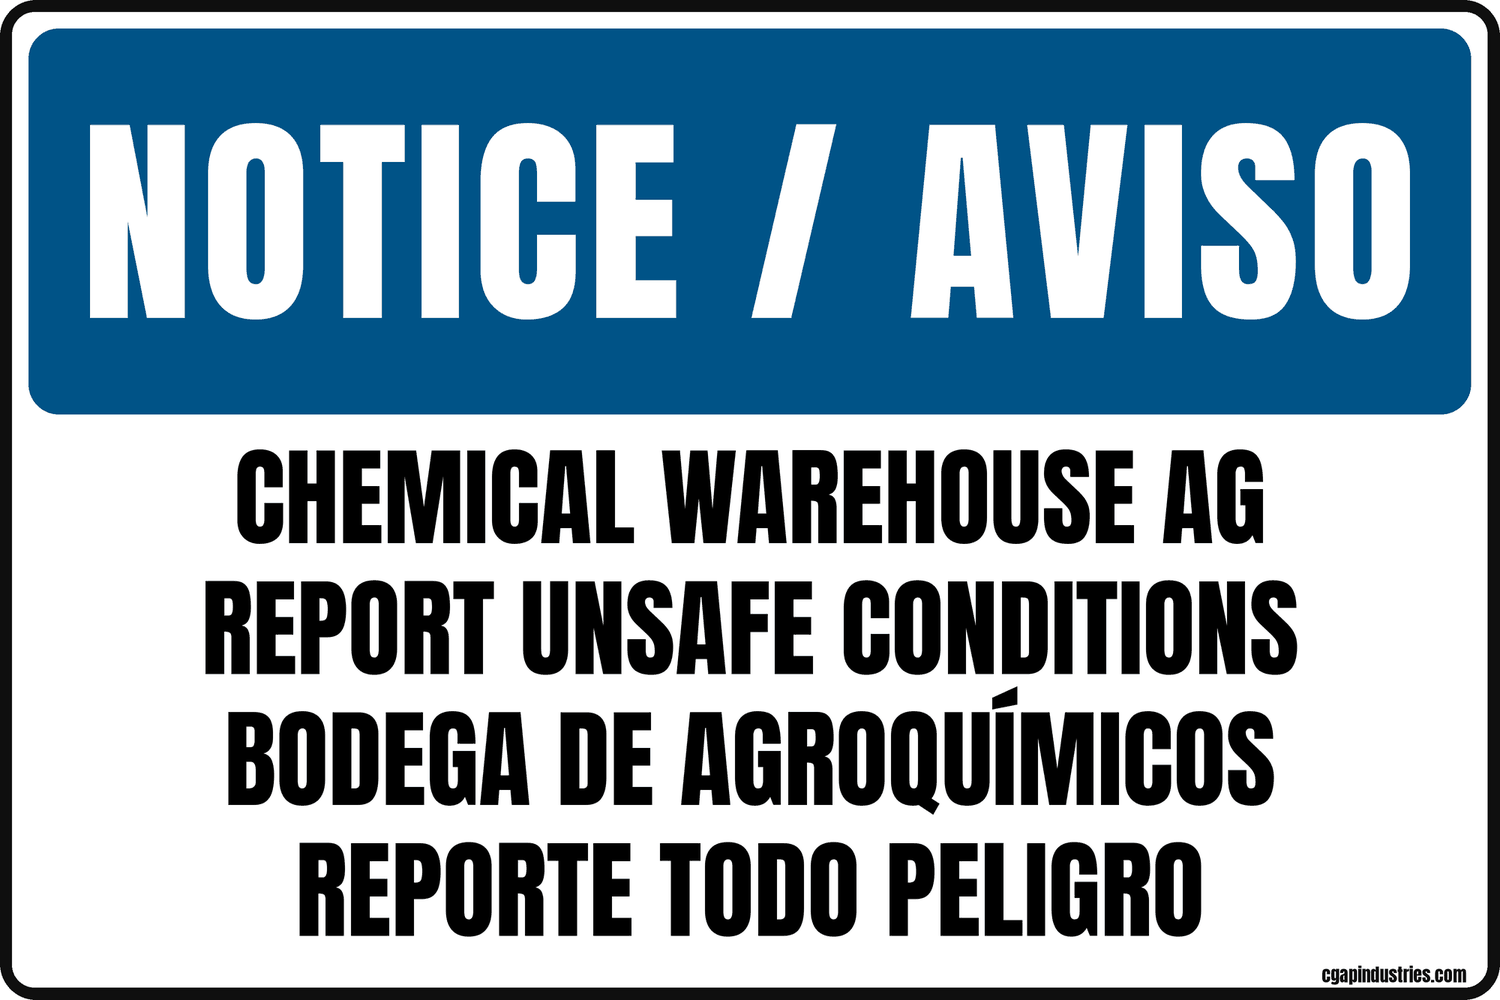 NOTICE / AVISO
CHEMICAL WAREHOUSE AG
REPORT UNSAFE CONDITIONS
BODEGA DE AGROQUÍMICOS
REPORTE TODO PELIGRO
cgapindustries.com